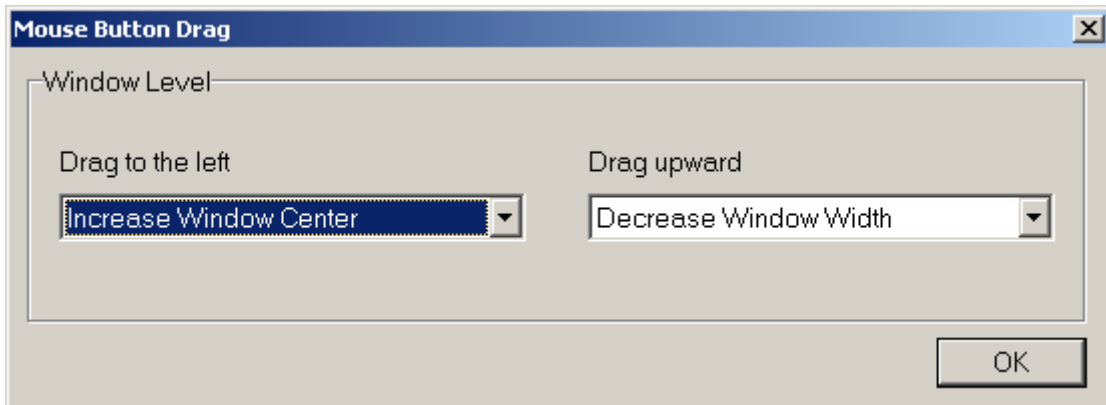 Mouse Button Drag
Window Level
Drag to the left
Drag upward
Increase Window Center
Decrease Window Width
OK